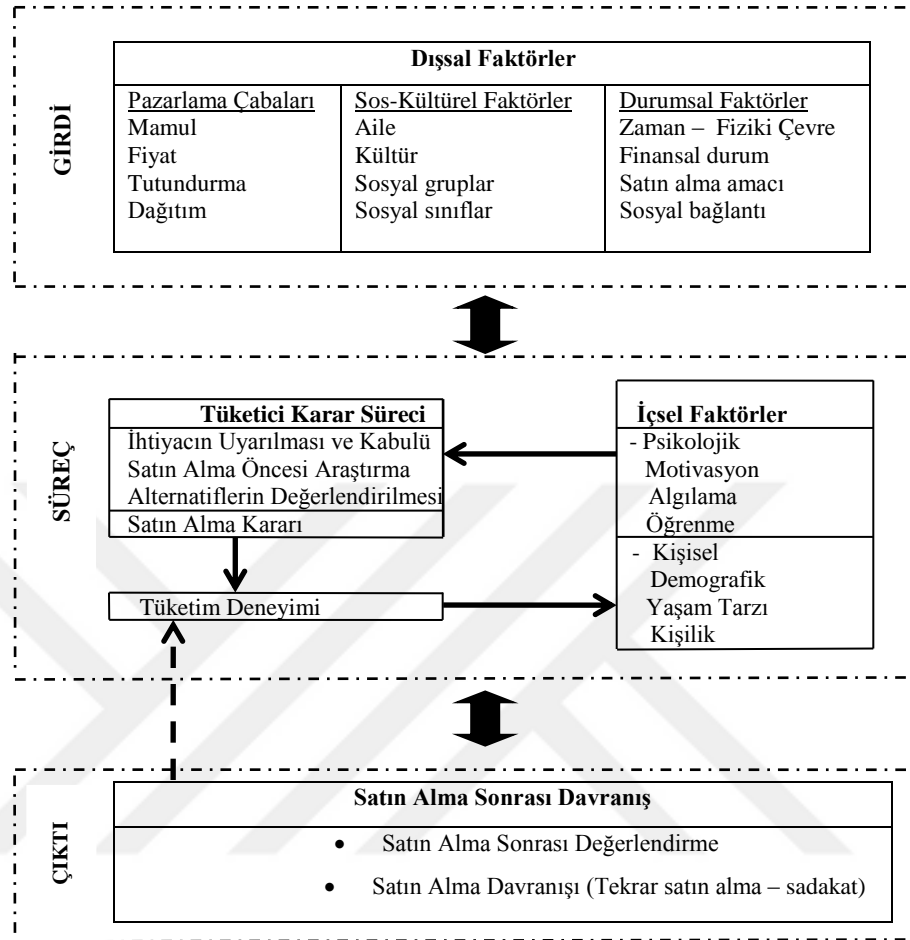 GİRDİ
Dışsal Faktörler
Pazarlama Çabaları
Mamul
Fiyat
Tutundurma
Dağıtım
Sos-Kültürel Faktörler
Aile
Kültür
Sosyal gruplar
Sosyal sınıflar
Durumsal Faktörler
Zaman – Fiziki Çevre
Finansal durum
Satın alma amacı
Sosyal bağlantı
SÜREÇ
Tüketici Karar Süreci
İhtiyacın Uyarılması ve Kabulü
Satın Alma Öncesi Araştırma
Alternatiflerin Değerlendirilmesi
Satın Alma Kararı
Tüketim Deneyimi
İçsel Faktörler
- Psikolojik
Motivasyon
Algılama
Öğrenme
- Kişisel
Demografik
Yaşam Tarzı
Kişilik
ÇIKTI
Satın Alma Sonrası Davranış
• Satın Alma Sonrası Değerlendirme
• Satın Alma Davranışı (Tekrar satın alma – sadakat)